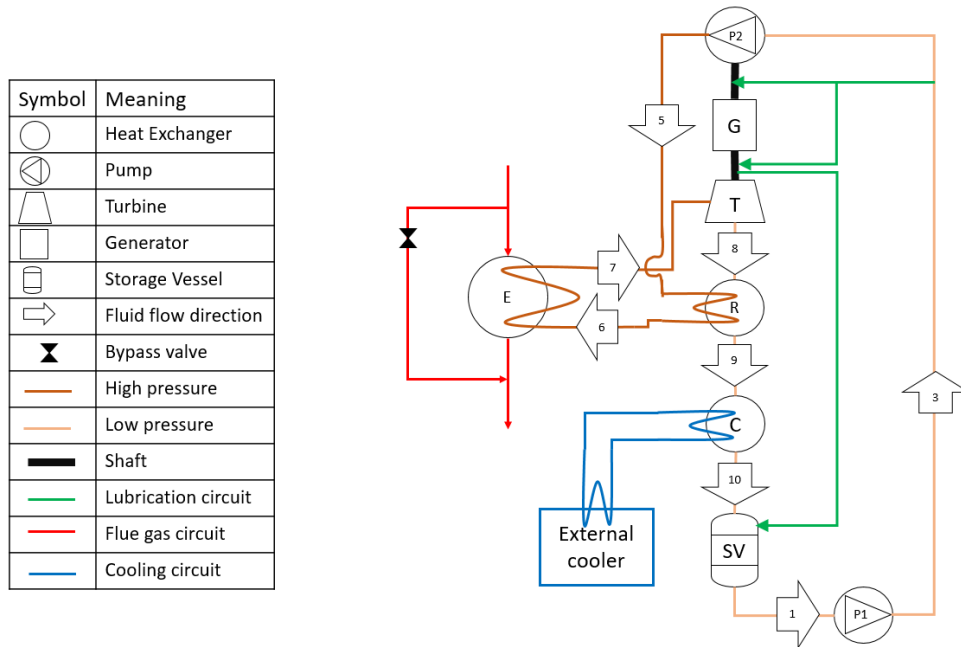 Symbol Meaning
Heat Exchanger
Pump
Turbine
Generator
Storage Vessel
Fluid flow direction
Bypass valve
High pressure
Low pressure
Shaft
Lubrication circuit
Flue gas circuit
Cooling circuit
P2
5
G
T
8
7
E
R
6
9
3
C
10
External
cooler
SV
1
P1